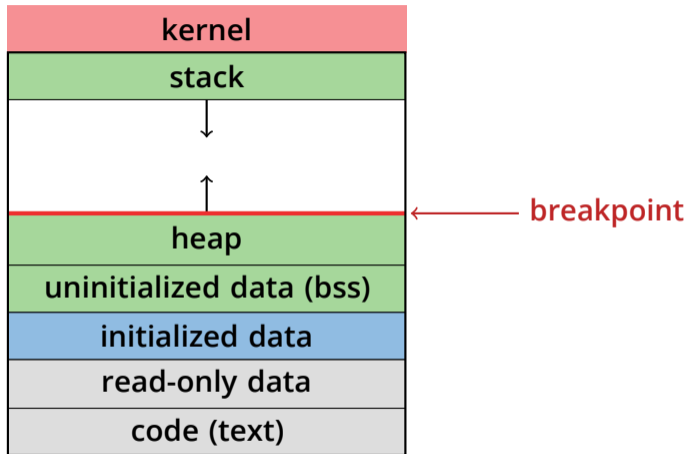 kernel
stack
breakpoint
heap
uninitialized data (bss)
initialized data
read-only data
code (text)